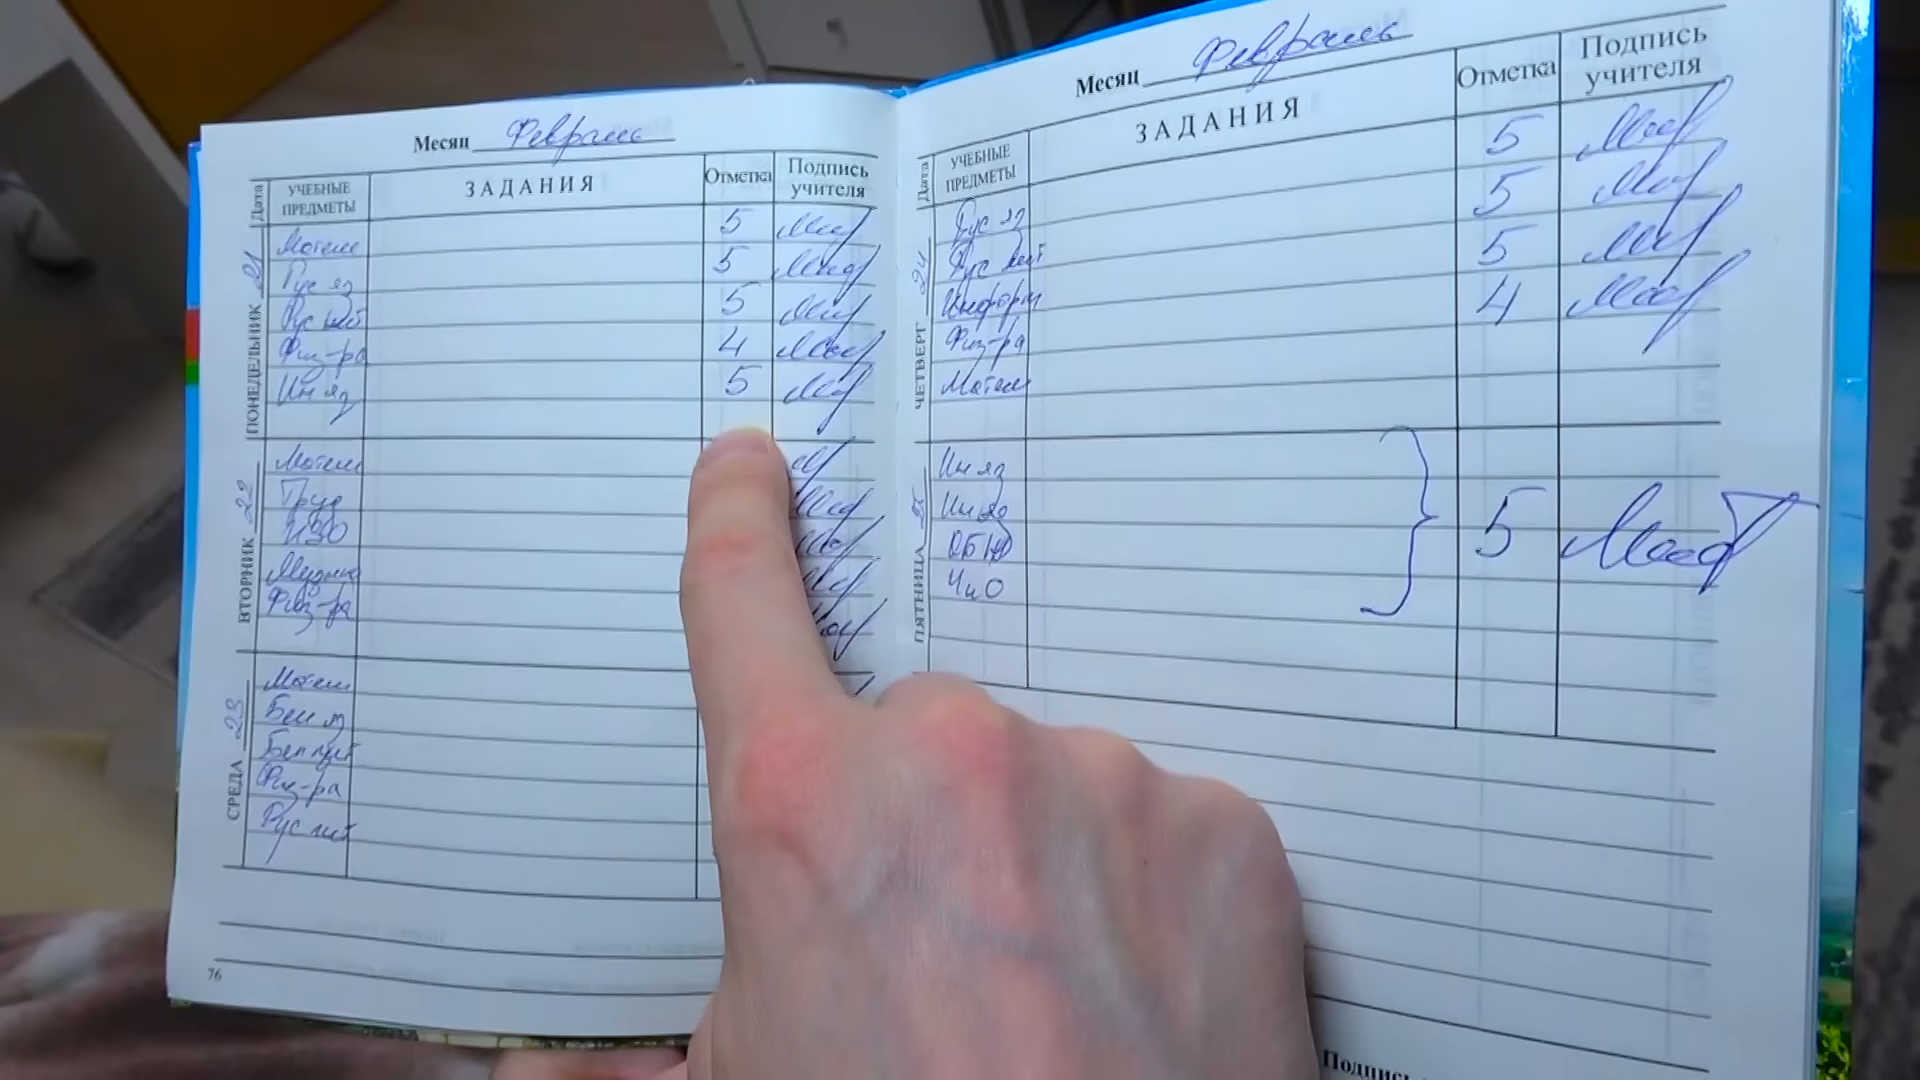 Месяц Февраль
Дата УЧЕБНЫЕ ПРЕДМЕТЫ ЗАДАНИЯ Отметка Подпись учителя
ПОНЕДЕЛЬНИК 21
Матем 5
Рус яз 5
Рус лит 5
Физ-ра 4
Ин яз 5
ВТОРНИК 22
Матем
Труд
ИЗО
Музыка
Физ-ра
СРЕДА 23
Матем
Бел яз
Бел лит
Физ-ра
Рус лит
76
Месяц Февраль
Дата УЧЕБНЫЕ ПРЕДМЕТЫ ЗАДАНИЯ Отметка Подпись учителя
ЧЕТВЕРГ 24
Рус яз 5
Рус лит 5
Информ 5
Физ-ра 4
Матем
ПЯТНИЦА
Ин яз
ОБЖ
ЧиО
5
Подпись